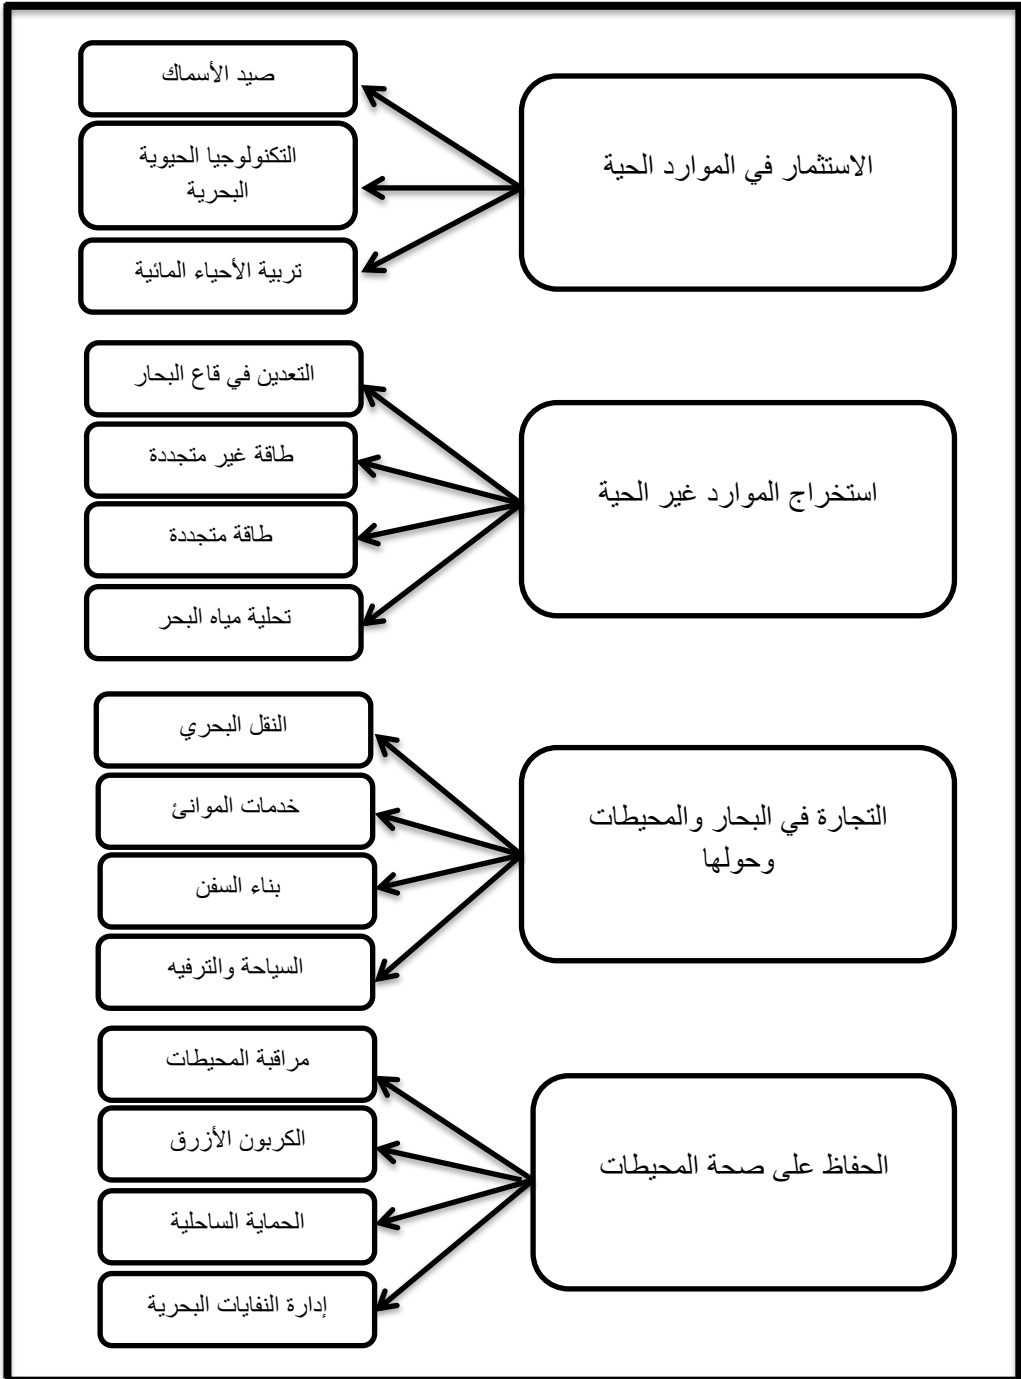 الاستثمار في الموارد الحية
صيد الأسماك
التكنولوجيا الحيوية
البحرية
تربية الأحياء المائية
استخراج الموارد غير الحية
التعدين في قاع البحار
طاقة غير متجددة
طاقة متجددة
تحلية مياه البحر
التجارة في البحار والمحيطات
وحولها
النقل البحري
خدمات الموانئ
بناء السفن
السياحة والترفيه
الحفاظ على صحة المحيطات
مراقبة المحيطات
الكربون الأزرق
الحماية الساحلية
إدارة النفايات البحرية